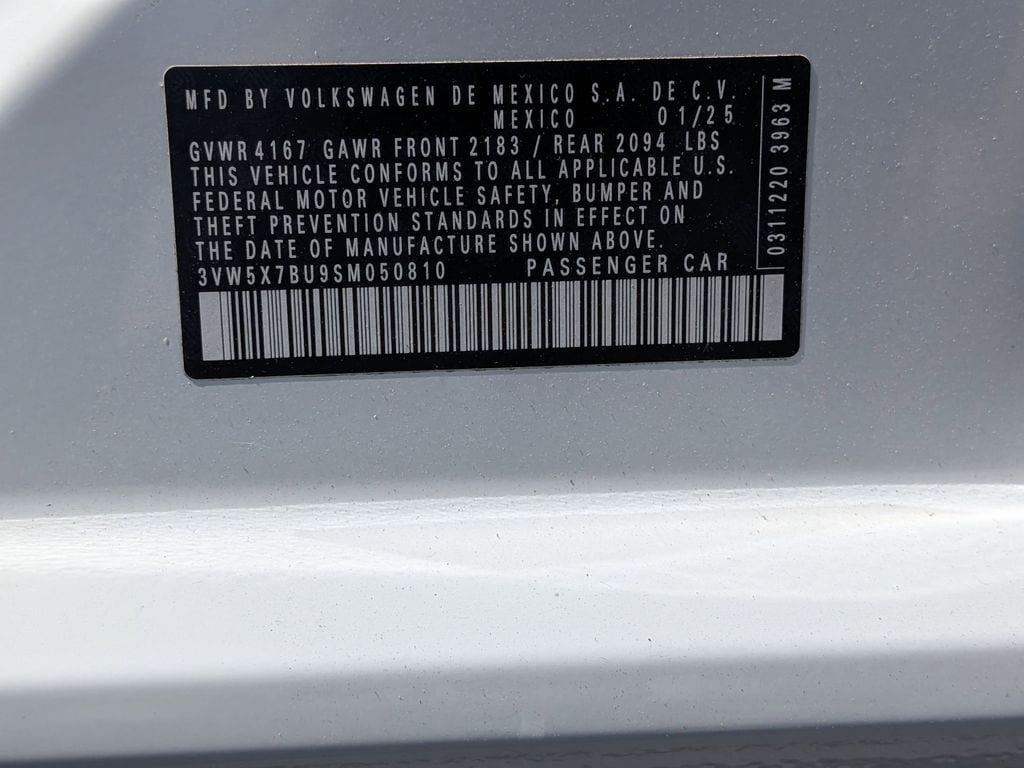 MFD BY VOLKSWAGEN DE MEXICO S.A. DE C.V.
MEXICO 01/25
GVWR 4167 GAWR FRONT 2183 / REAR 2094 LBS
THIS VEHICLE CONFORMS TO ALL APPLICABLE U.S.
FEDERAL MOTOR VEHICLE SAFETY, BUMPER AND
THEFT PREVENTION STANDARDS IN EFFECT ON
THE DATE OF MANUFACTURE SHOWN ABOVE.
3VW5X7BU9SM050810 PASSENGER CAR
0311220 3963 M